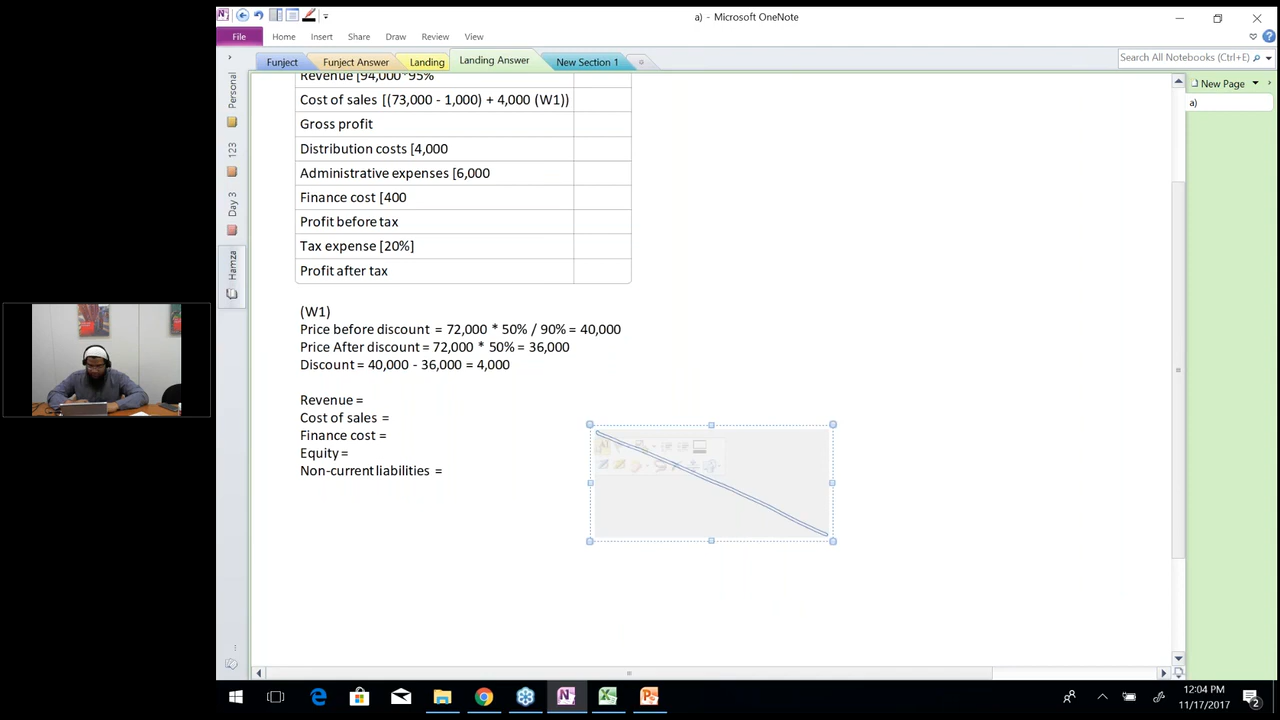 a) - Microsoft OneNote
File Home Insert Share Draw Review View
Funject Funject Answer Landing Landing Answer New Section 1
Search All Notebooks (Ctrl+E)
New Page
a)
Personal
123
Day 3
Hamza
Revenue [94,000*95%
Cost of sales [(73,000 - 1,000) + 4,000 (W1))
Gross profit
Distribution costs [4,000
Administrative expenses [6,000
Finance cost [400
Profit before tax
Tax expense [20%]
Profit after tax
(W1)
Price before discount = 72,000 * 50% / 90% = 40,000
Price After discount = 72,000 * 50% = 36,000
Discount = 40,000 - 36,000 = 4,000
Revenue =
Cost of sales =
Finance cost =
Equity =
Non-current liabilities =
12:04 PM
11/17/2017
2